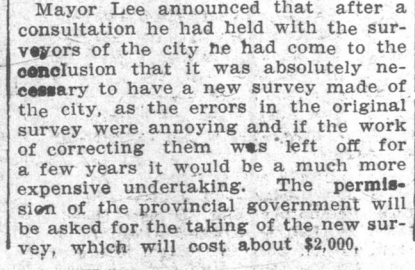 Mayor Lee announced that after a
consultation he had held with the sur-
veyors of the city he had come to the
conclusion that it was absolutely ne-
cessary to have a new survey made of
the city, as the errors in the original
survey were annoying and if the work
of correcting them was left off for
a few years it would be a much more
expensive undertaking. The permis-
sion of the provincial government will
be asked for the taking of the new sur-
vey, which will cost about $2,000.